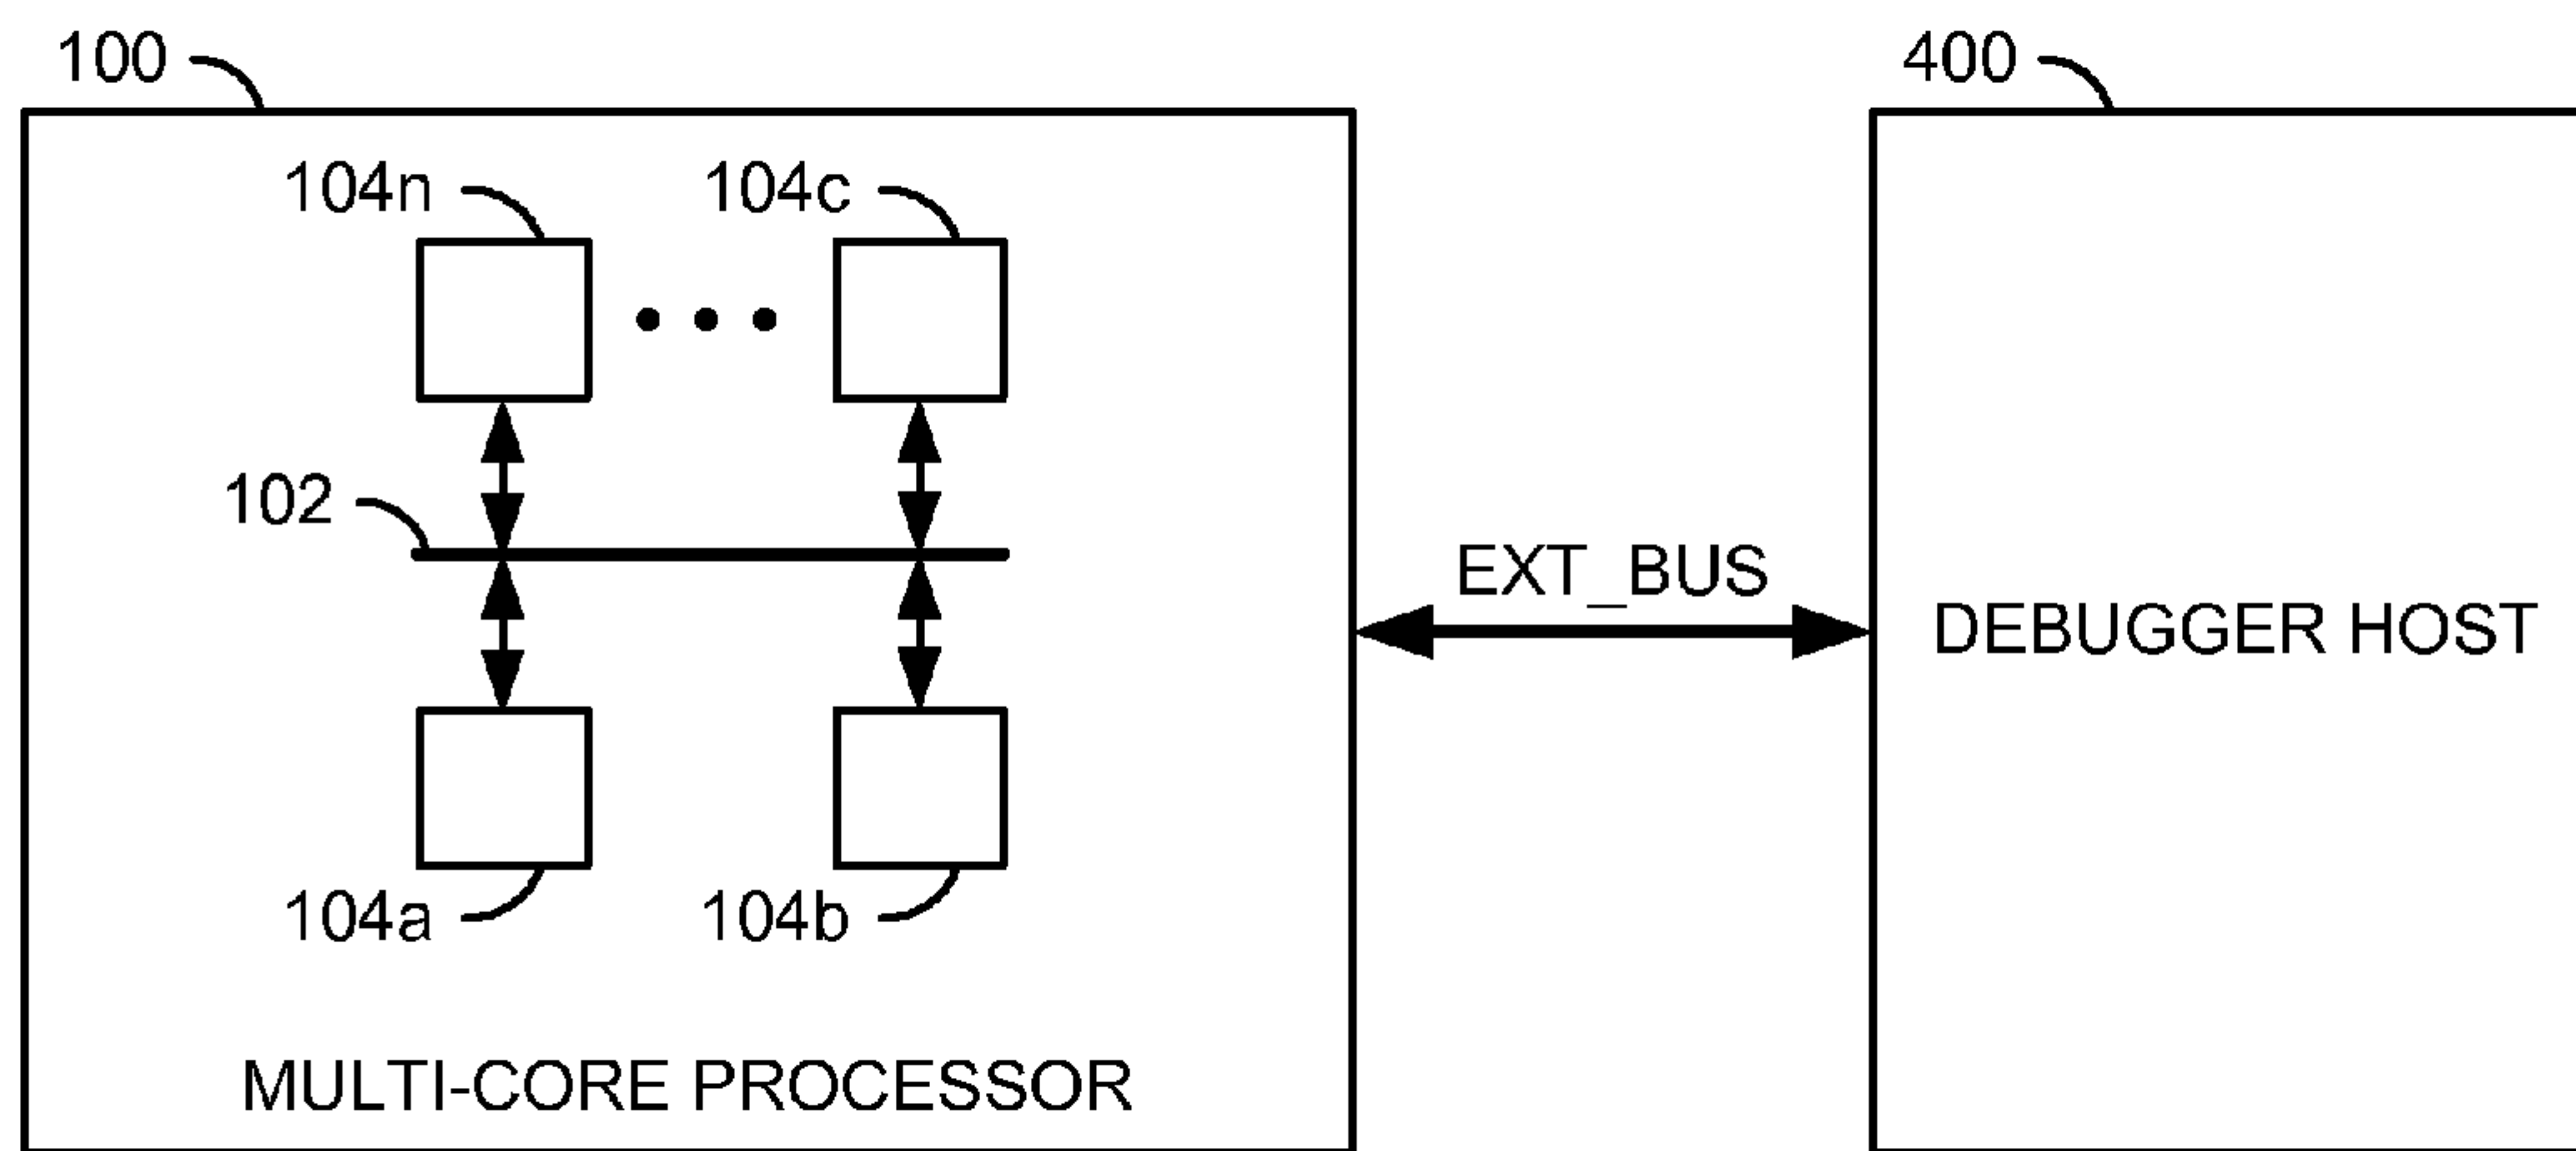 100
400
104n
104c
102
EXT_BUS
DEBUGGER HOST
104a
104b
MULTI-CORE PROCESSOR